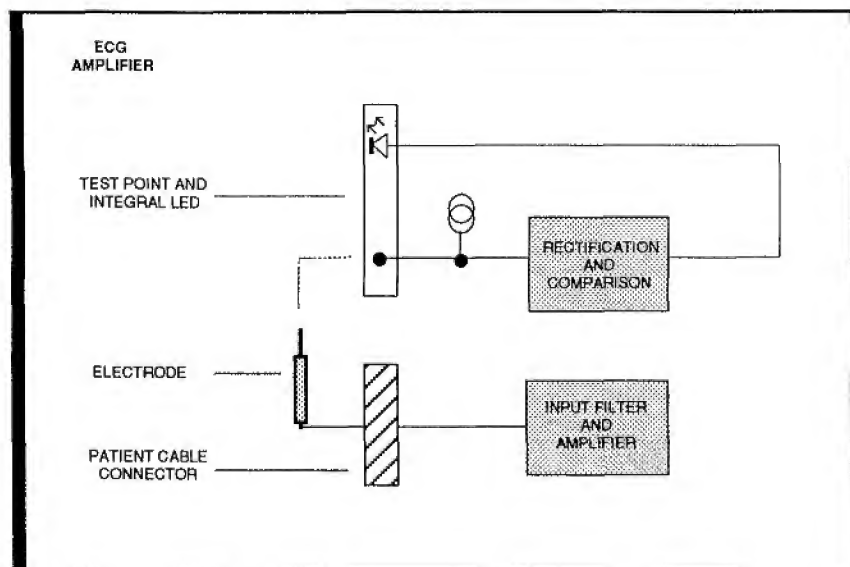 ECG
AMPLIFIER
TEST POINT AND
INTEGRAL LED
RECTIFICATION
AND
COMPARISON
ELECTRODE
INPUT FILTER
AND
AMPLIFIER
PATIENT CABLE
CONNECTOR